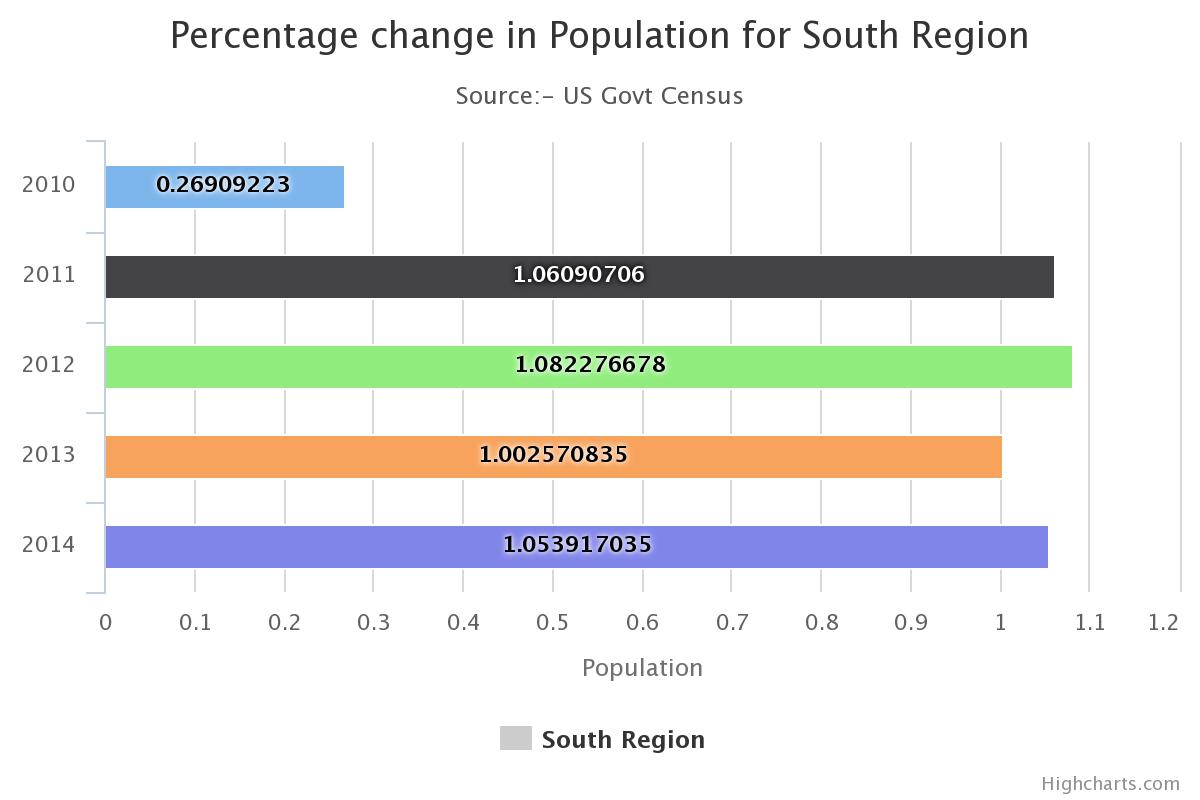 Percentage change in Population for South Region
Source:- US Govt Census
2010 0.26909223
2011 1.06090706
2012 1.082276678
2013 1.002570835
2014 1.053917035
0 0.1 0.2 0.3 0.4 0.5 0.6 0.7 0.8 0.9 1 1.1 1.2
Population
South Region
Highcharts.com